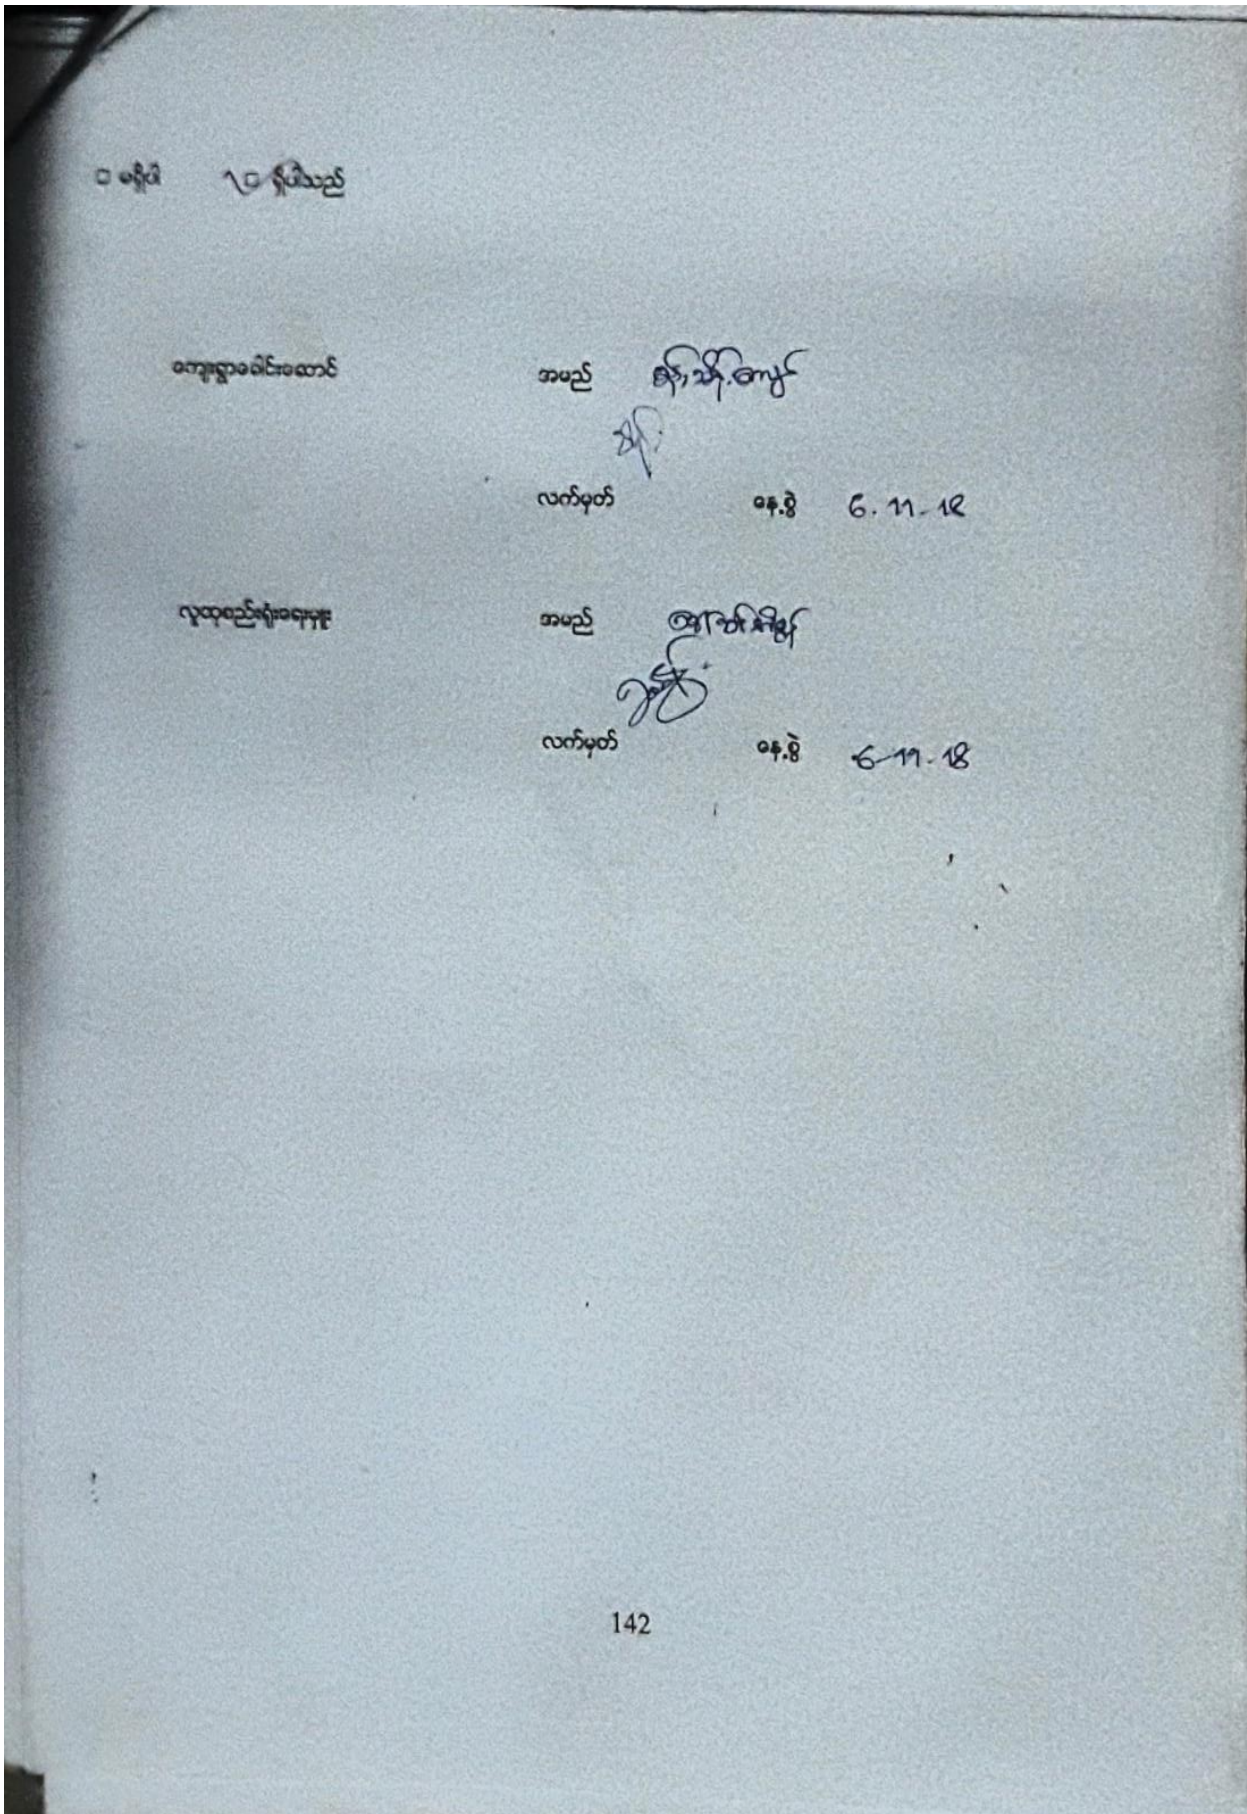 □ မရှိပါ □ ရှိပါသည်
ကျေးရွာခေါင်းဆောင် အမည်
လက်မှတ် နေ့စွဲ 6.11.18
လူထုစည်းရုံးရေးမှူး အမည်
လက်မှတ် နေ့စွဲ 6-11-18
142